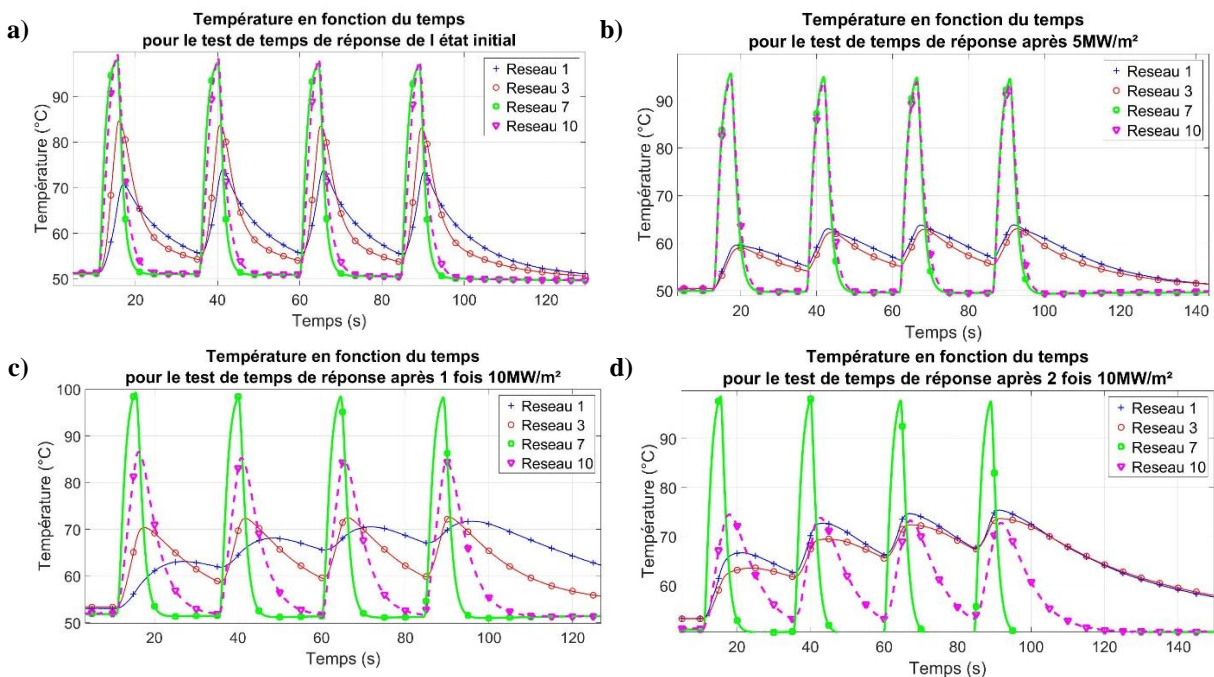 a)
Température en fonction du temps
pour le test de temps de réponse de l état initial
Température (°C)
90
80
70
60
50
20
40
60
80
100
120
Temps (s)
Reseau 1
Reseau 3
Reseau 7
Reseau 10
b)
Température en fonction du temps
pour le test de temps de réponse après 5MW/m²
Température (°C)
90
80
70
60
50
20
40
60
80
100
120
140
Temps (s)
Reseau 1
Reseau 3
Reseau 7
Reseau 10
c)
Température en fonction du temps
pour le test de temps de réponse après 1 fois 10MW/m²
Température (°C)
100
90
80
70
60
50
20
40
60
80
100
120
Temps (s)
Reseau 1
Reseau 3
Reseau 7
Reseau 10
d)
Température en fonction du temps
pour le test de temps de réponse après 2 fois 10MW/m²
Température (°C)
90
80
70
60
20
40
60
80
100
120
140
Temps (s)
Reseau 1
Reseau 3
Reseau 7
Reseau 10